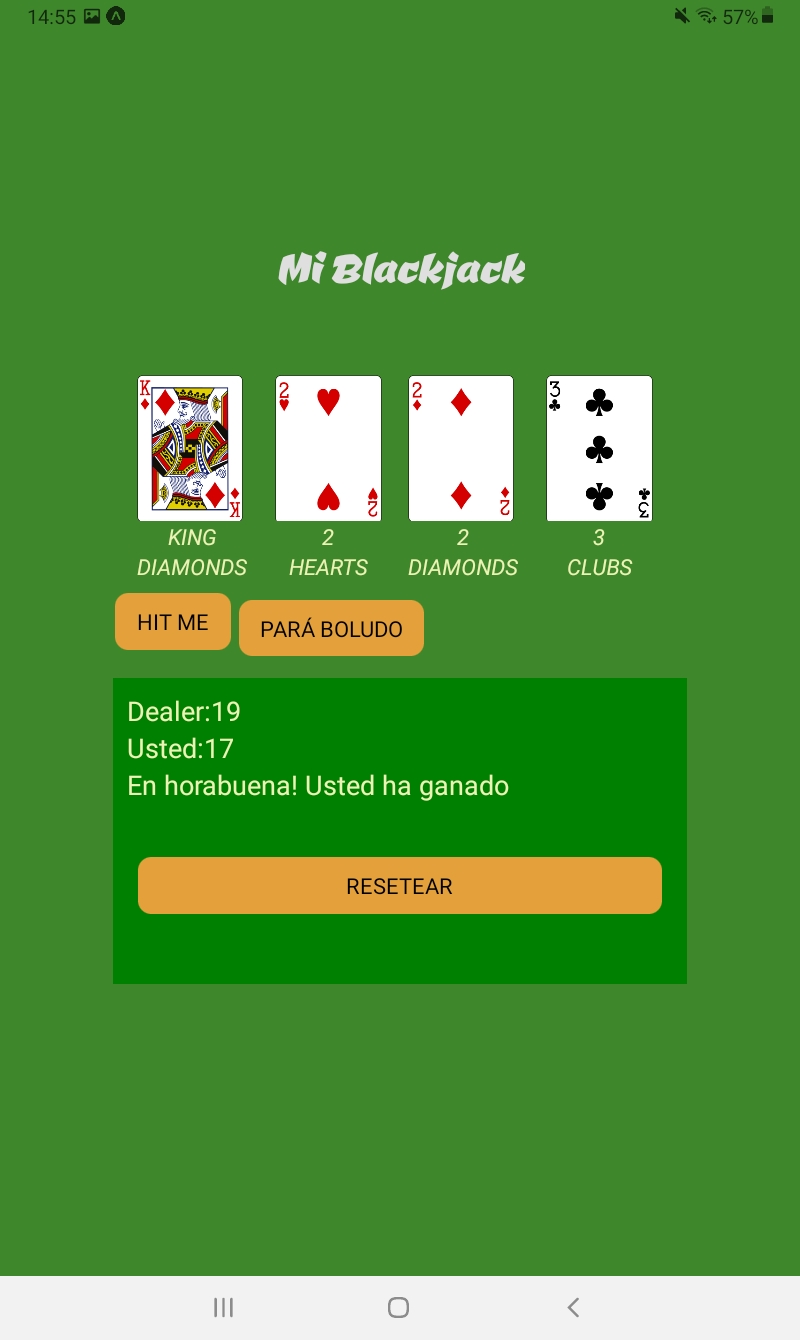 14:55 57%
Mi Blackjack
K 2 2 3
K 2 2 3
KING 2 2 3
DIAMONDS HEARTS DIAMONDS CLUBS
HIT ME PARÁ BOLUDO
Dealer:19
Usted:17
En horabuena! Usted ha ganado
RESETEAR